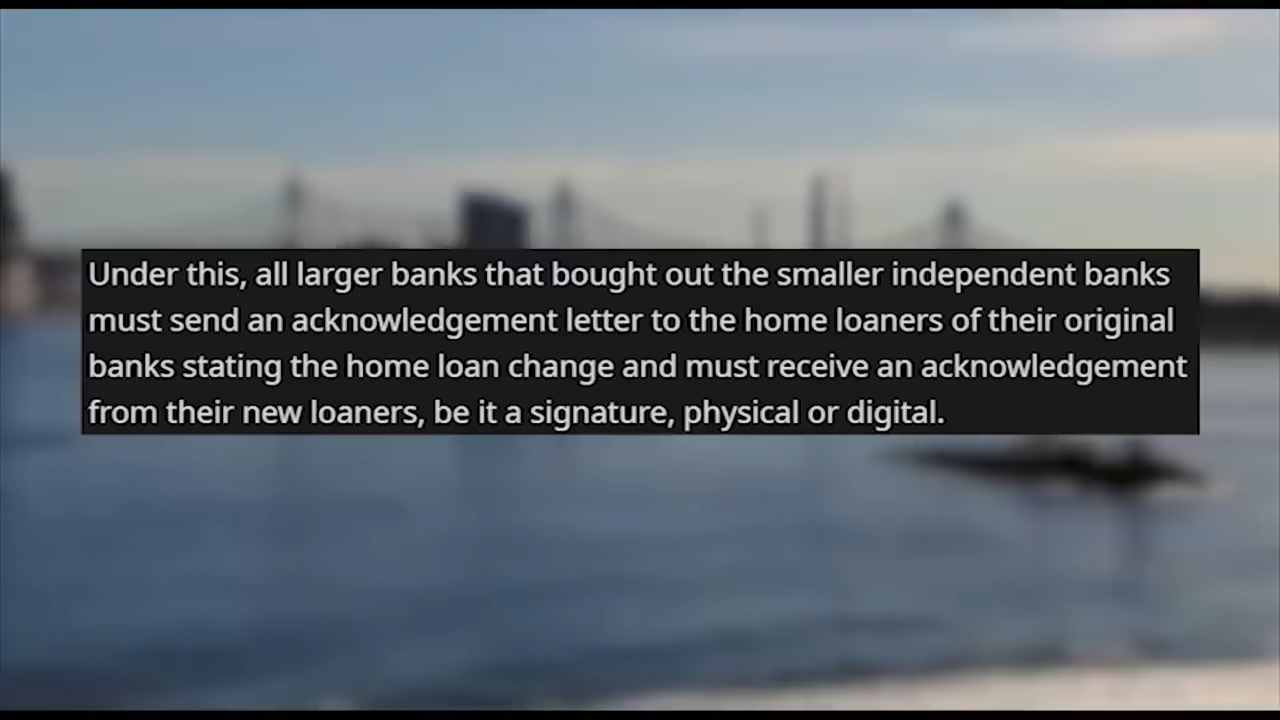 Under this, all larger banks that bought out the smaller independent banks
must send an acknowledgement letter to the home loaners of their original
banks stating the home loan change and must receive an acknowledgement
from their new loaners, be it a signature, physical or digital.